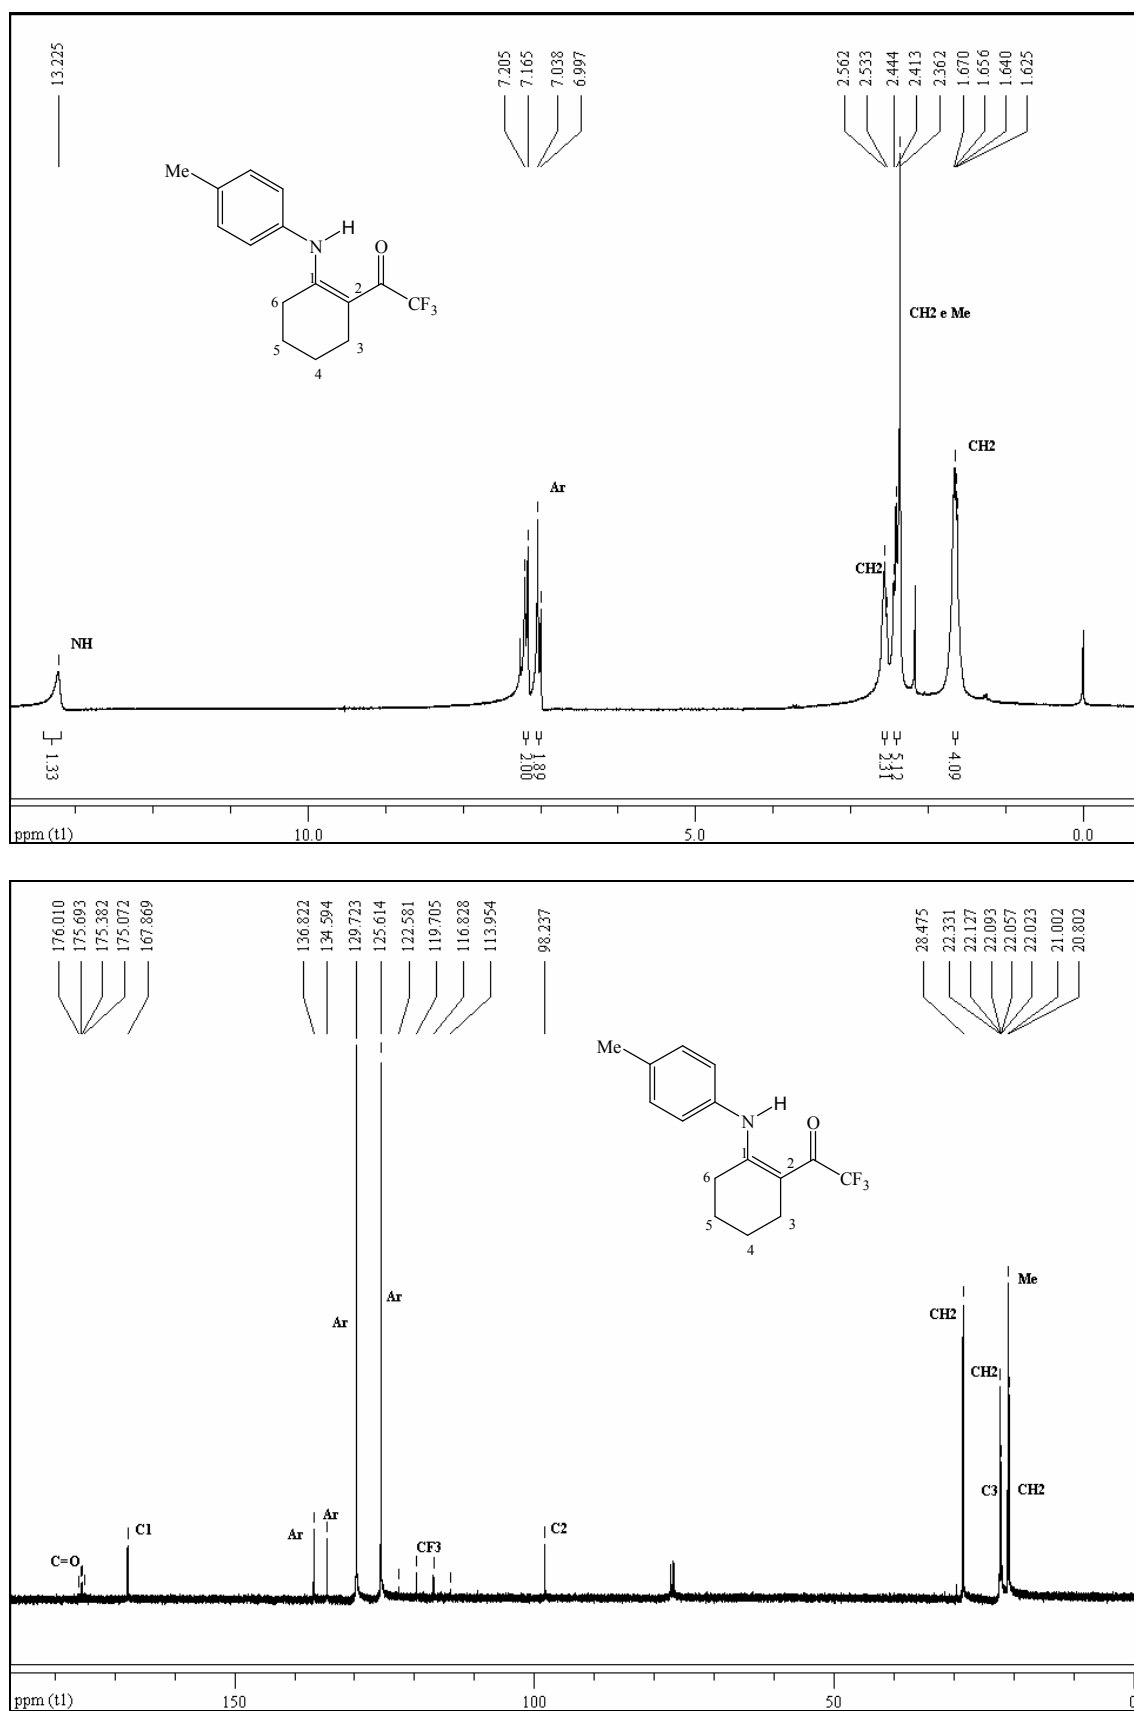 13.225
7.205
7.165
7.038
6.997
2.562
2.533
2.444
2.413
2.362
1.670
1.656
1.640
1.625
Me
H
N
O
1
2
6
CF3
5
3
4
CH2 e Me
CH2
Ar
CH2
NH
1.33
2.00
1.89
2.31
5.12
4.09
ppm (t1)
10.0
5.0
0.0
176.010
175.693
175.382
175.072
167.869
136.822
134.594
129.723
125.614
122.581
119.705
116.828
113.954
98.237
28.475
22.331
22.127
22.093
22.057
22.023
21.002
20.802
Me
H
N
O
1
2
6
CF3
5
3
4
Me
Ar
Ar
CH2
CH2
C3
CH2
C1
Ar
Ar
CF3
C2
C=O
ppm (t1)
150
100
50
0